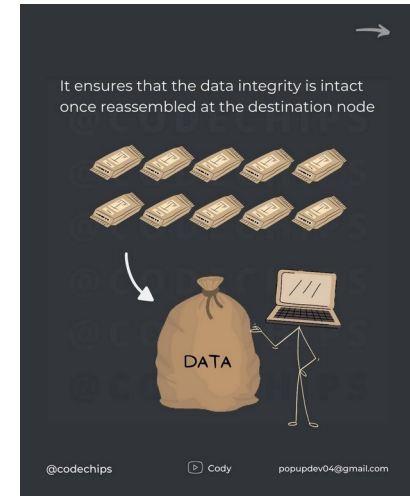 It ensures that the data integrity is intact
once reassembled at the destination node
@CODECHIPS
DATA
@codechips
Cody
popupdev04@gmail.com